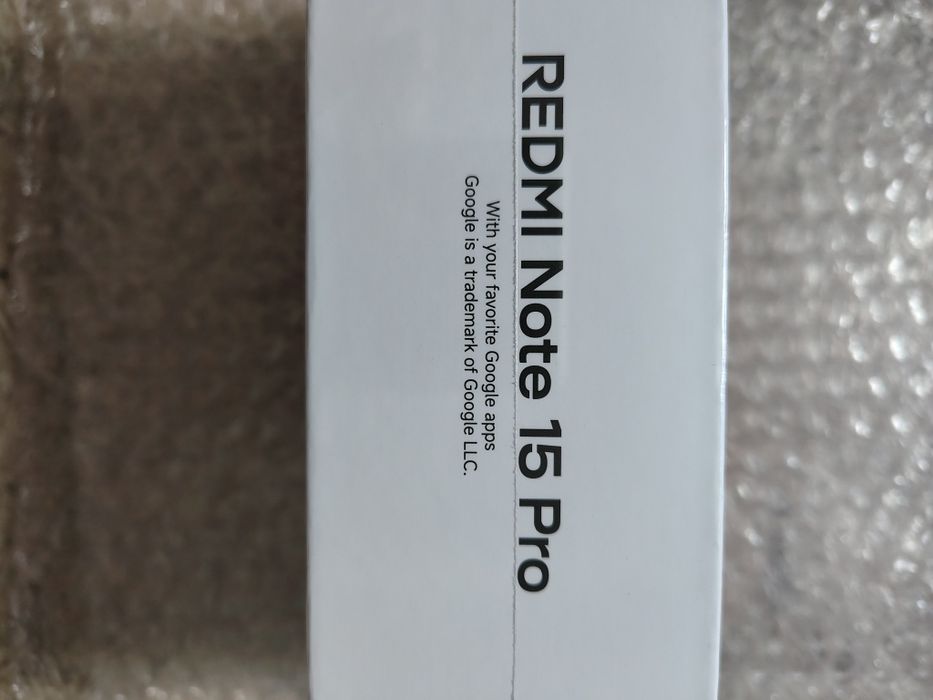 REDMI Note 15 Pro
With your favorite Google apps
Google is a trademark of Google LLC.